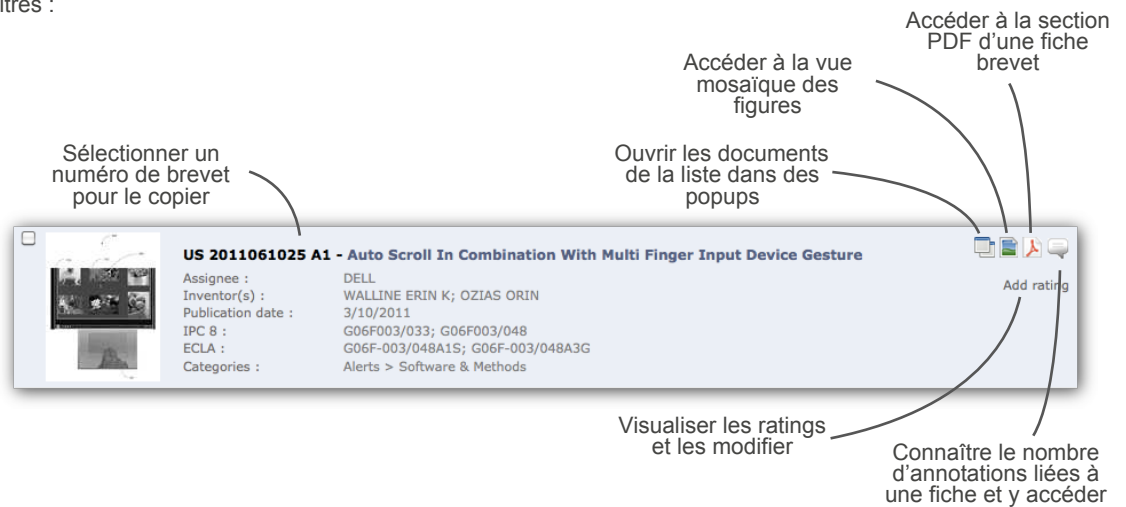 itres :
Accéder à la section
PDF d'une fiche
brevet
Accéder à la vue
mosaïque des
figures
Ouvrir les documents
de la liste dans des
popups
Sélectionner un
numéro de brevet
pour le copier
US 2011061025 A1 - Auto Scroll In Combination With Multi Finger Input Device Gesture
Assignee : DELL
Inventor(s) : WALLINE ERIN K; OZIAS ORIN
Publication date : 3/10/2011
IPC 8 : G06F003/033; G06F003/048
ECLA : G06F-003/048A1S; G06F-003/048A3G
Categories : Alerts > Software & Methods
Add rating
Visualiser les ratings
et les modifier
Connaître le nombre
d'annotations liées à
une fiche et y accéder